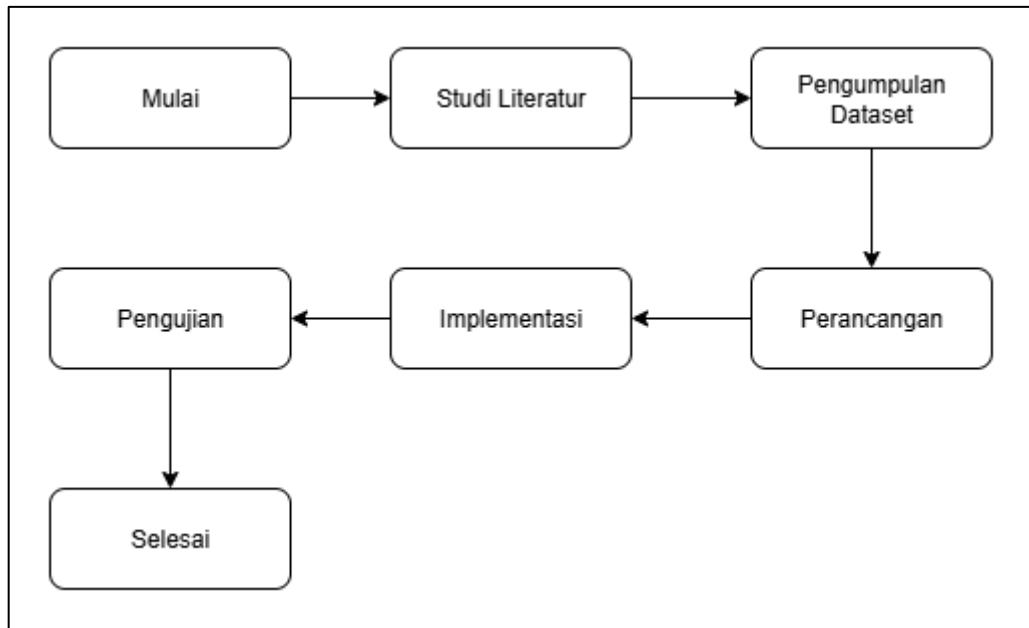 Mulai
Studi Literatur
Pengumpulan
Dataset
Perancangan
Implementasi
Pengujian
Selesai